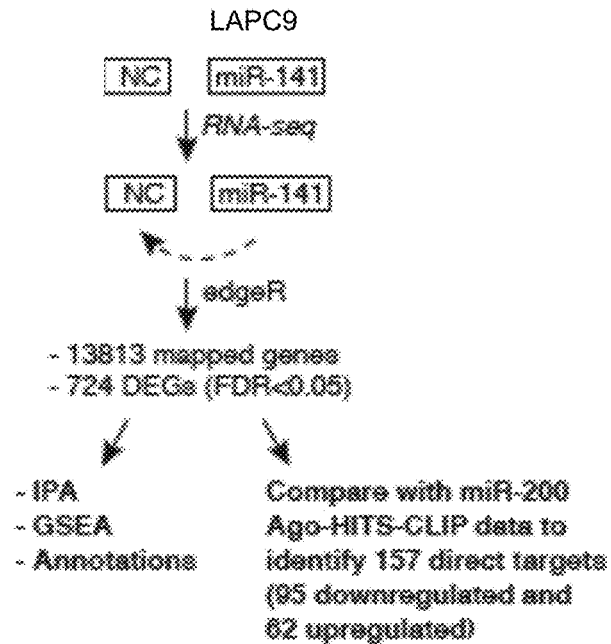 LAPC9
NC miR-141
RNA-seq
NC miR-141
edgeR
- 13813 mapped genes
- 724 DEGs (FDR<0.05)
- IPA
- GSEA
- Annotations
Compare with miR-200
Ago-HITS-CLIP data to
identify 157 direct targets
(95 downregulated and
62 upregulated)